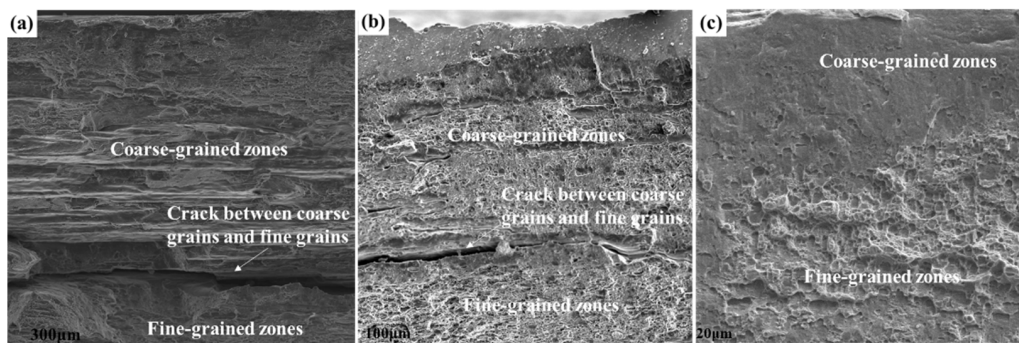 (a)
Coarse-grained zones
Crack between coarse
grains and fine grains
Fine-grained zones
300μm
(b)
Coarse-grained zones
Crack between coarse
grains and fine grains
Fine-grained zones
100μm
(c)
Coarse-grained zones
Fine-grained zones
20μm